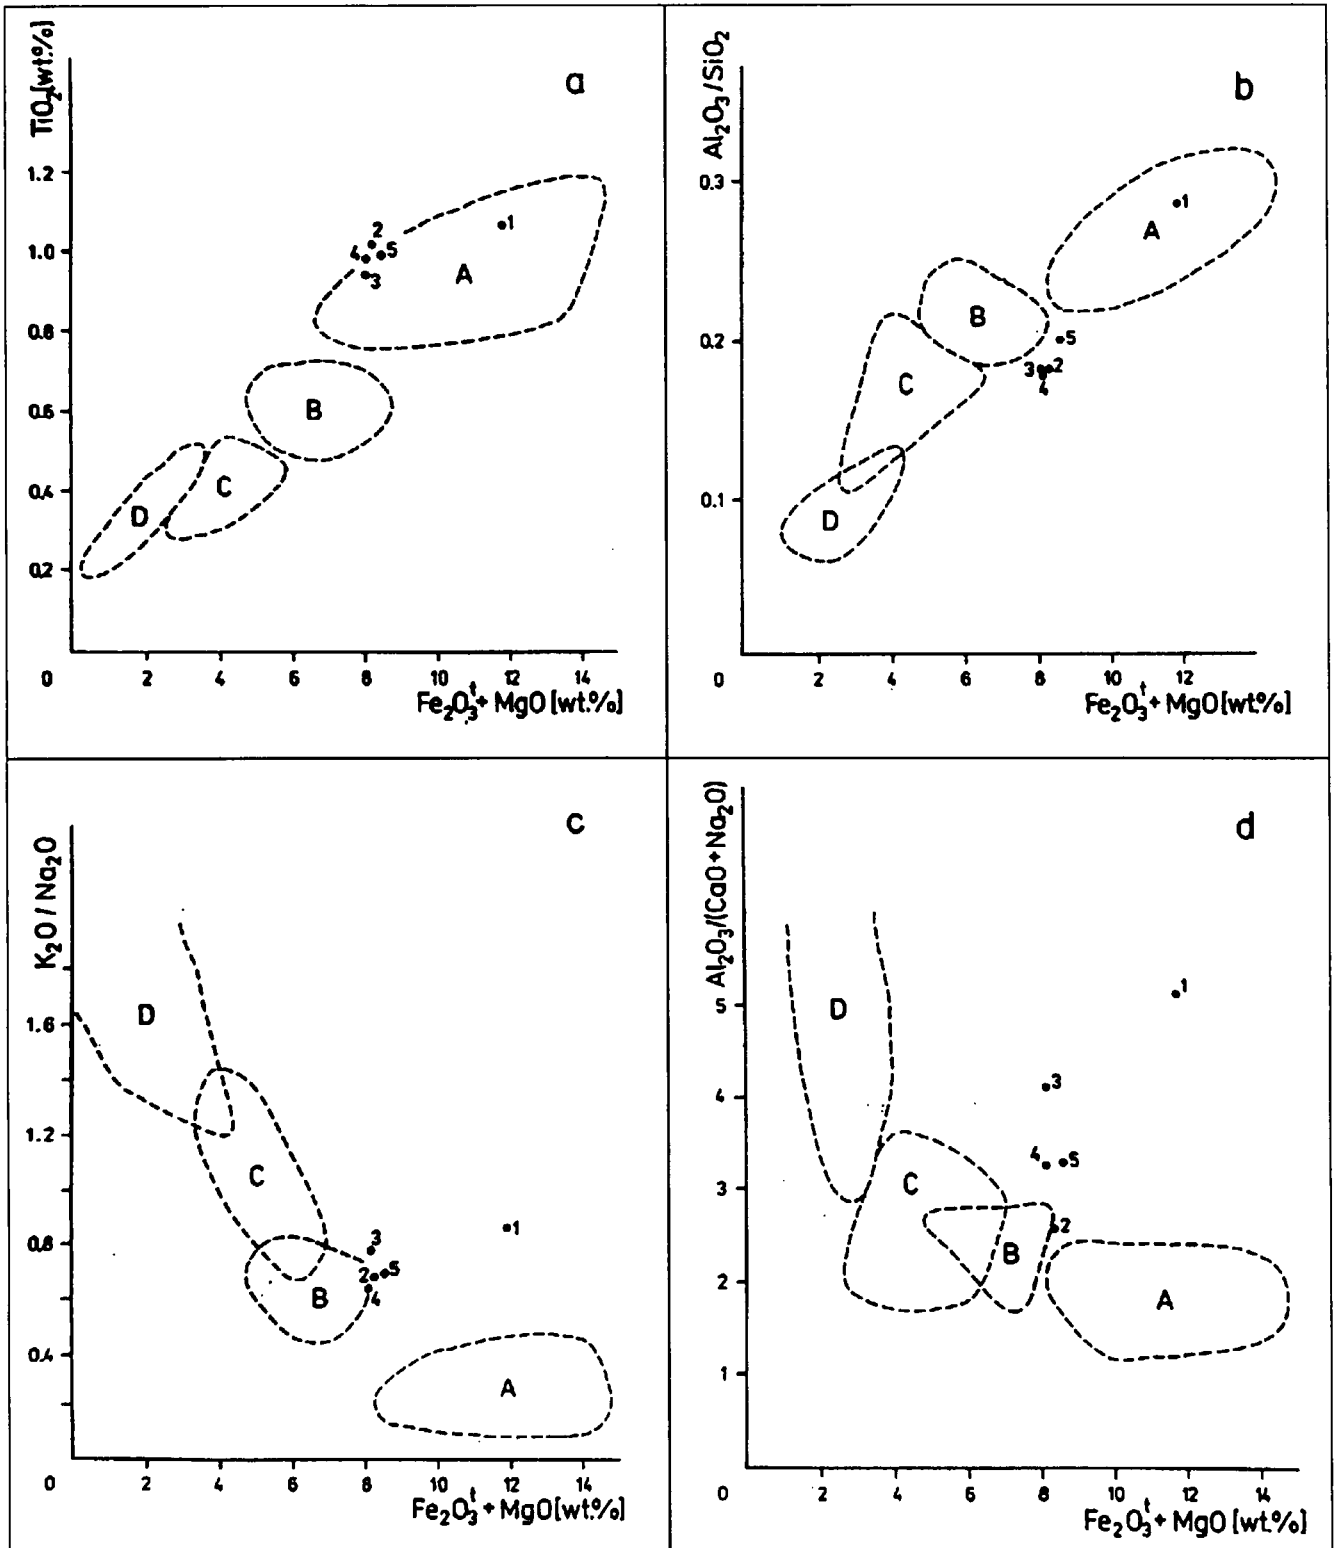 a
TiO₂[wt.%]
1.2
1.0
0.8
0.6
0.4
0.2
0
2
4
5
3
1
A
B
C
D
2 4 6 8 10 12 14
Fe₂O₃ᵗ+ MgO [wt.%]
b
Al₂O₃/SiO₂
0.3
0.2
0.1
0
1
A
B
5
3 2
4
C
D
2 4 6 8 10 12
Fe₂O₃ᵗ+ MgO [wt.%]
c
K₂O / Na₂O
1.6
1.2
0.8
0.4
0
D
C
1
3
2 5
4
B
A
2 4 6 8 10 12 14
Fe₂O₃ᵗ+ MgO [wt.%]
d
Al₂O₃/(CaO+Na₂O)
5
4
3
2
1
0
D
1
3
4 5
C
2
B
A
2 4 6 8 10 12 14
Fe₂O₃ᵗ+ MgO [wt.%]